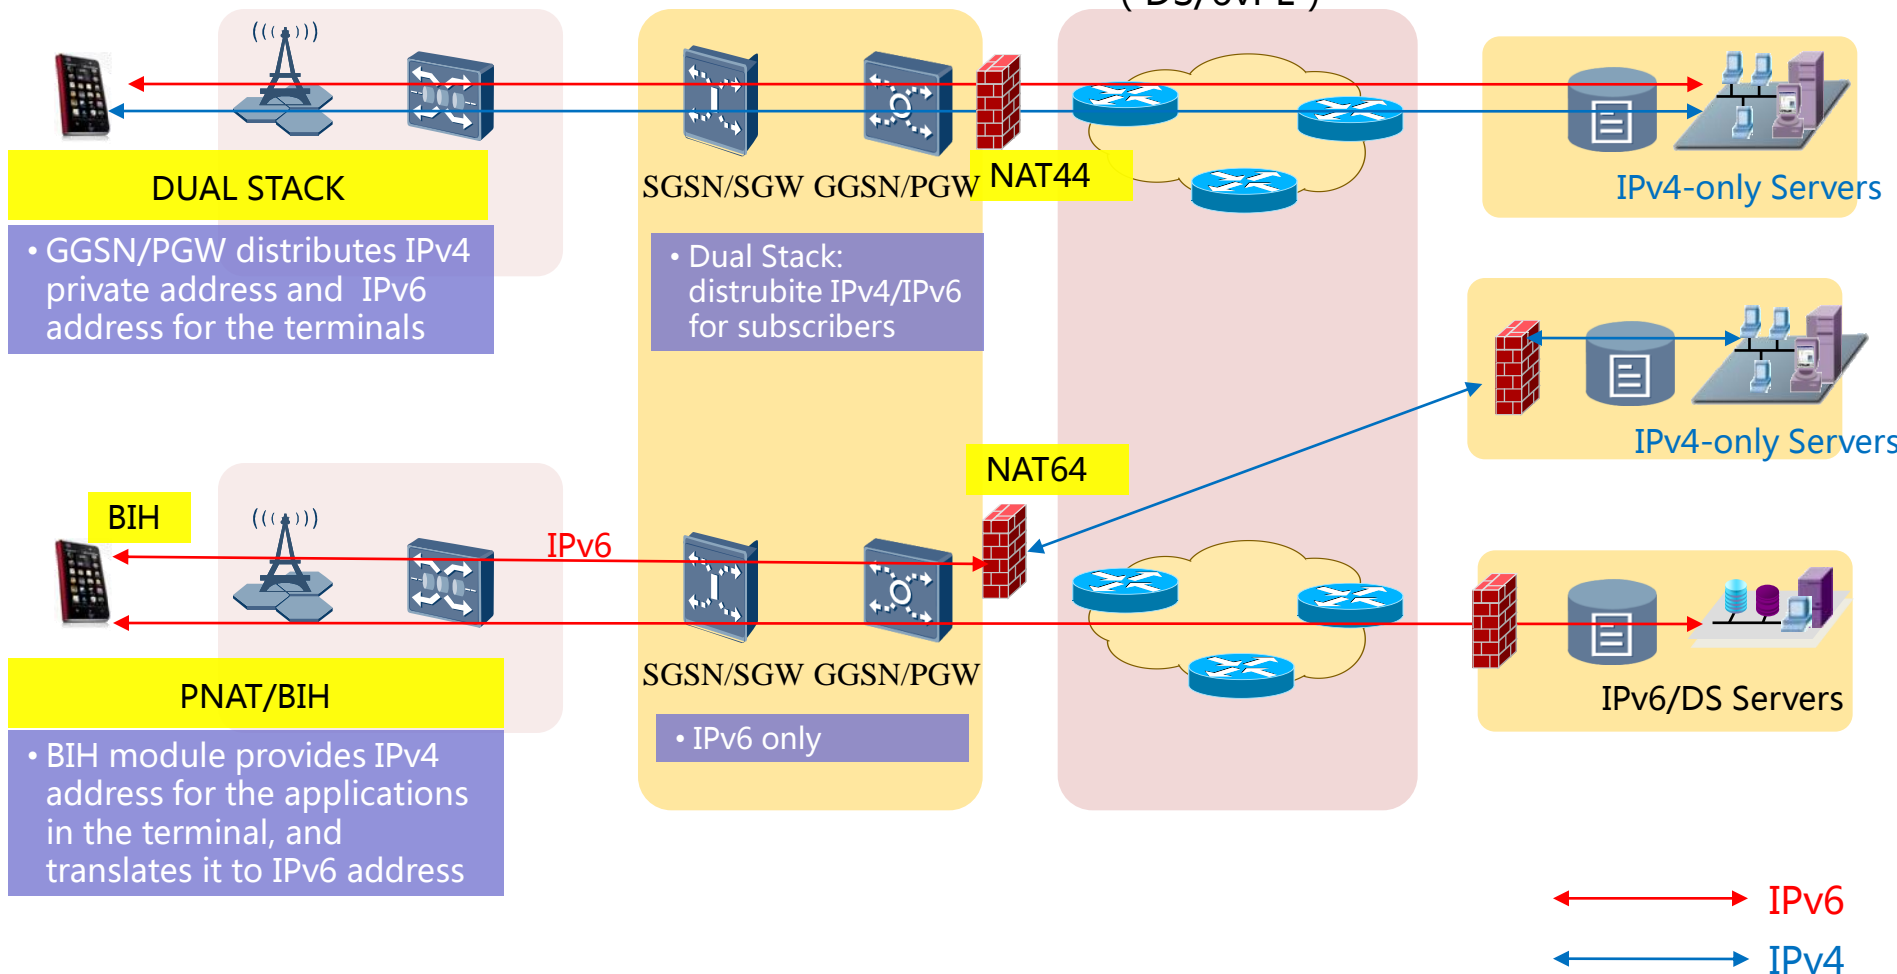 DUAL STACK
• GGSN/PGW distributes IPv4
private address and IPv6
address for the terminals
SGSN/SGW GGSN/PGW
NAT44
• Dual Stack:
distrubite IPv4/IPv6
for subscribers
IPv4-only Servers
IPv4-only Servers
NAT64
BIH
IPv6
SGSN/SGW GGSN/PGW
PNAT/BIH
• BIH module provides IPv4
address for the applications
in the terminal, and
translates it to IPv6 address
• IPv6 only
IPv6/DS Servers
IPv6
IPv4